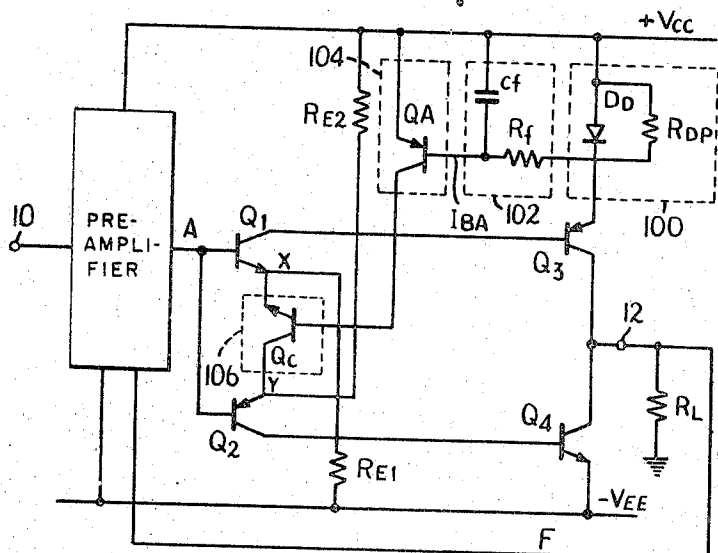 +VCC
104
Cf
DD
RE2
QA
Rf
RDP
10
PRE-
AMPLI-
FIER
A
Q1
IBA
102
100
X
Q3
12
QC
106
Y
Q2
Q4
RL
RE1
-VEE
F